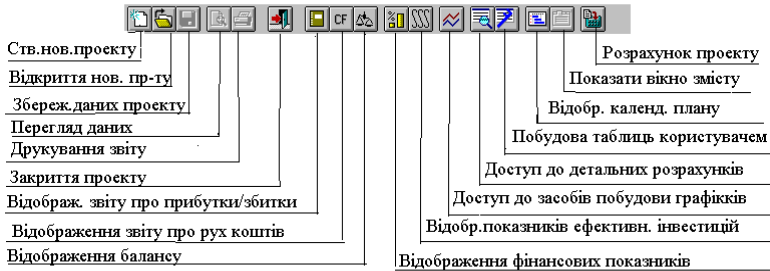 CF
%
Ств.нов.проекту
Відкриття нов. пр-ту
Збереж.даних проекту
Перегляд даних
Друкування звіту
Закриття проекту
Відображ. звіту про прибутки/збитки
Відображення звіту про рух коштів
Відображення балансу
Розрахунок проекту
Показати вікно змісту
Відобр. календ. плану
Побудова таблиць користувачем
Доступ до детальних розрахунків
Доступ до засобів побудови графікків
Відобр.показників ефективн. інвестицій
Відображення фінансових показників